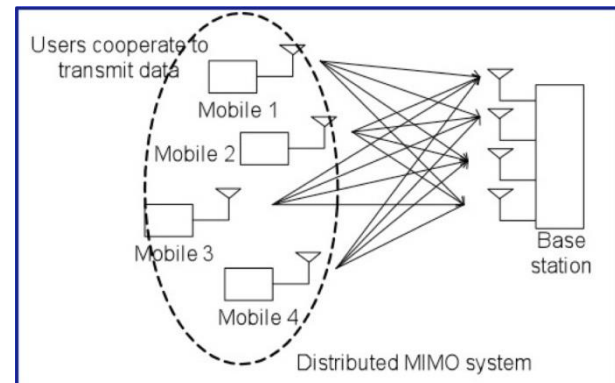 Users cooperate to
transmit data
Mobile 1
Mobile 2
Mobile 3
Mobile 4
Base
station
Distributed MIMO system